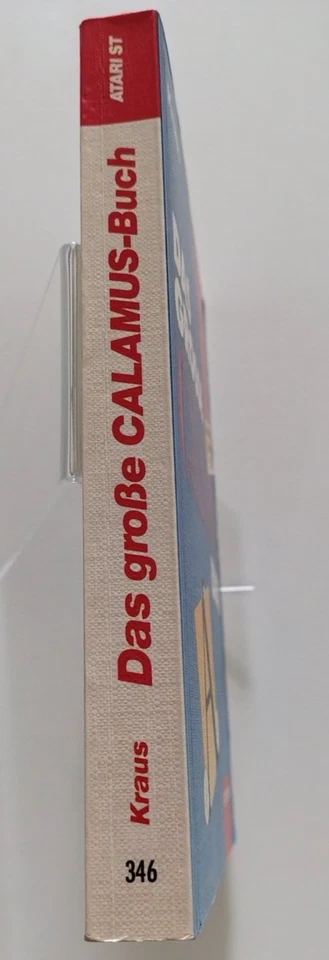 ATARI ST
Das große CALAMUS-Buch
Kraus
346